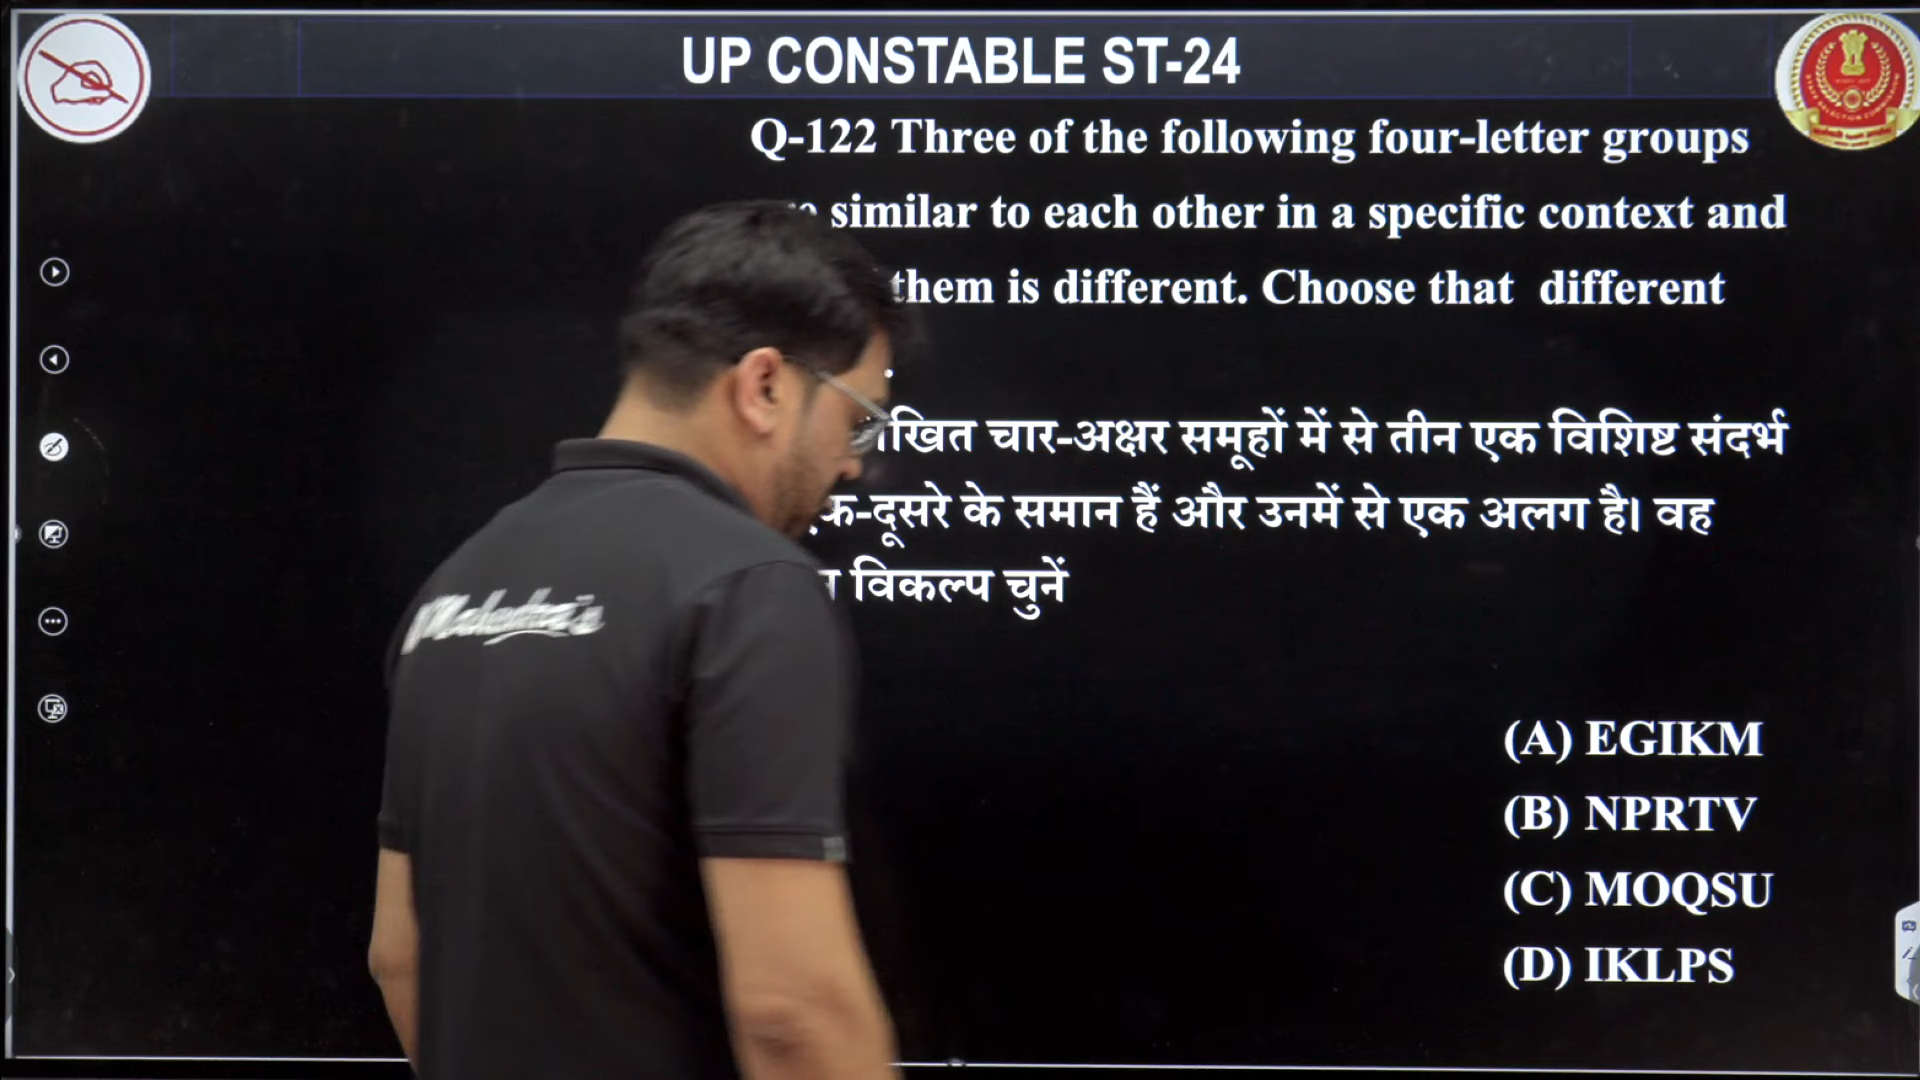 UP CONSTABLE ST-24
Q-122 Three of the following four-letter groups
similar to each other in a specific context and
them is different. Choose that different
चार-अक्षर समूहों में से तीन एक विशिष्ट संदर्भ
के समान हैं और उनमें से एक अलग है। वह
विकल्प चुनें
(A) EGIKM
(B) NPRTV
(C) MOQSU
(D) IKLPS
Mahendra's